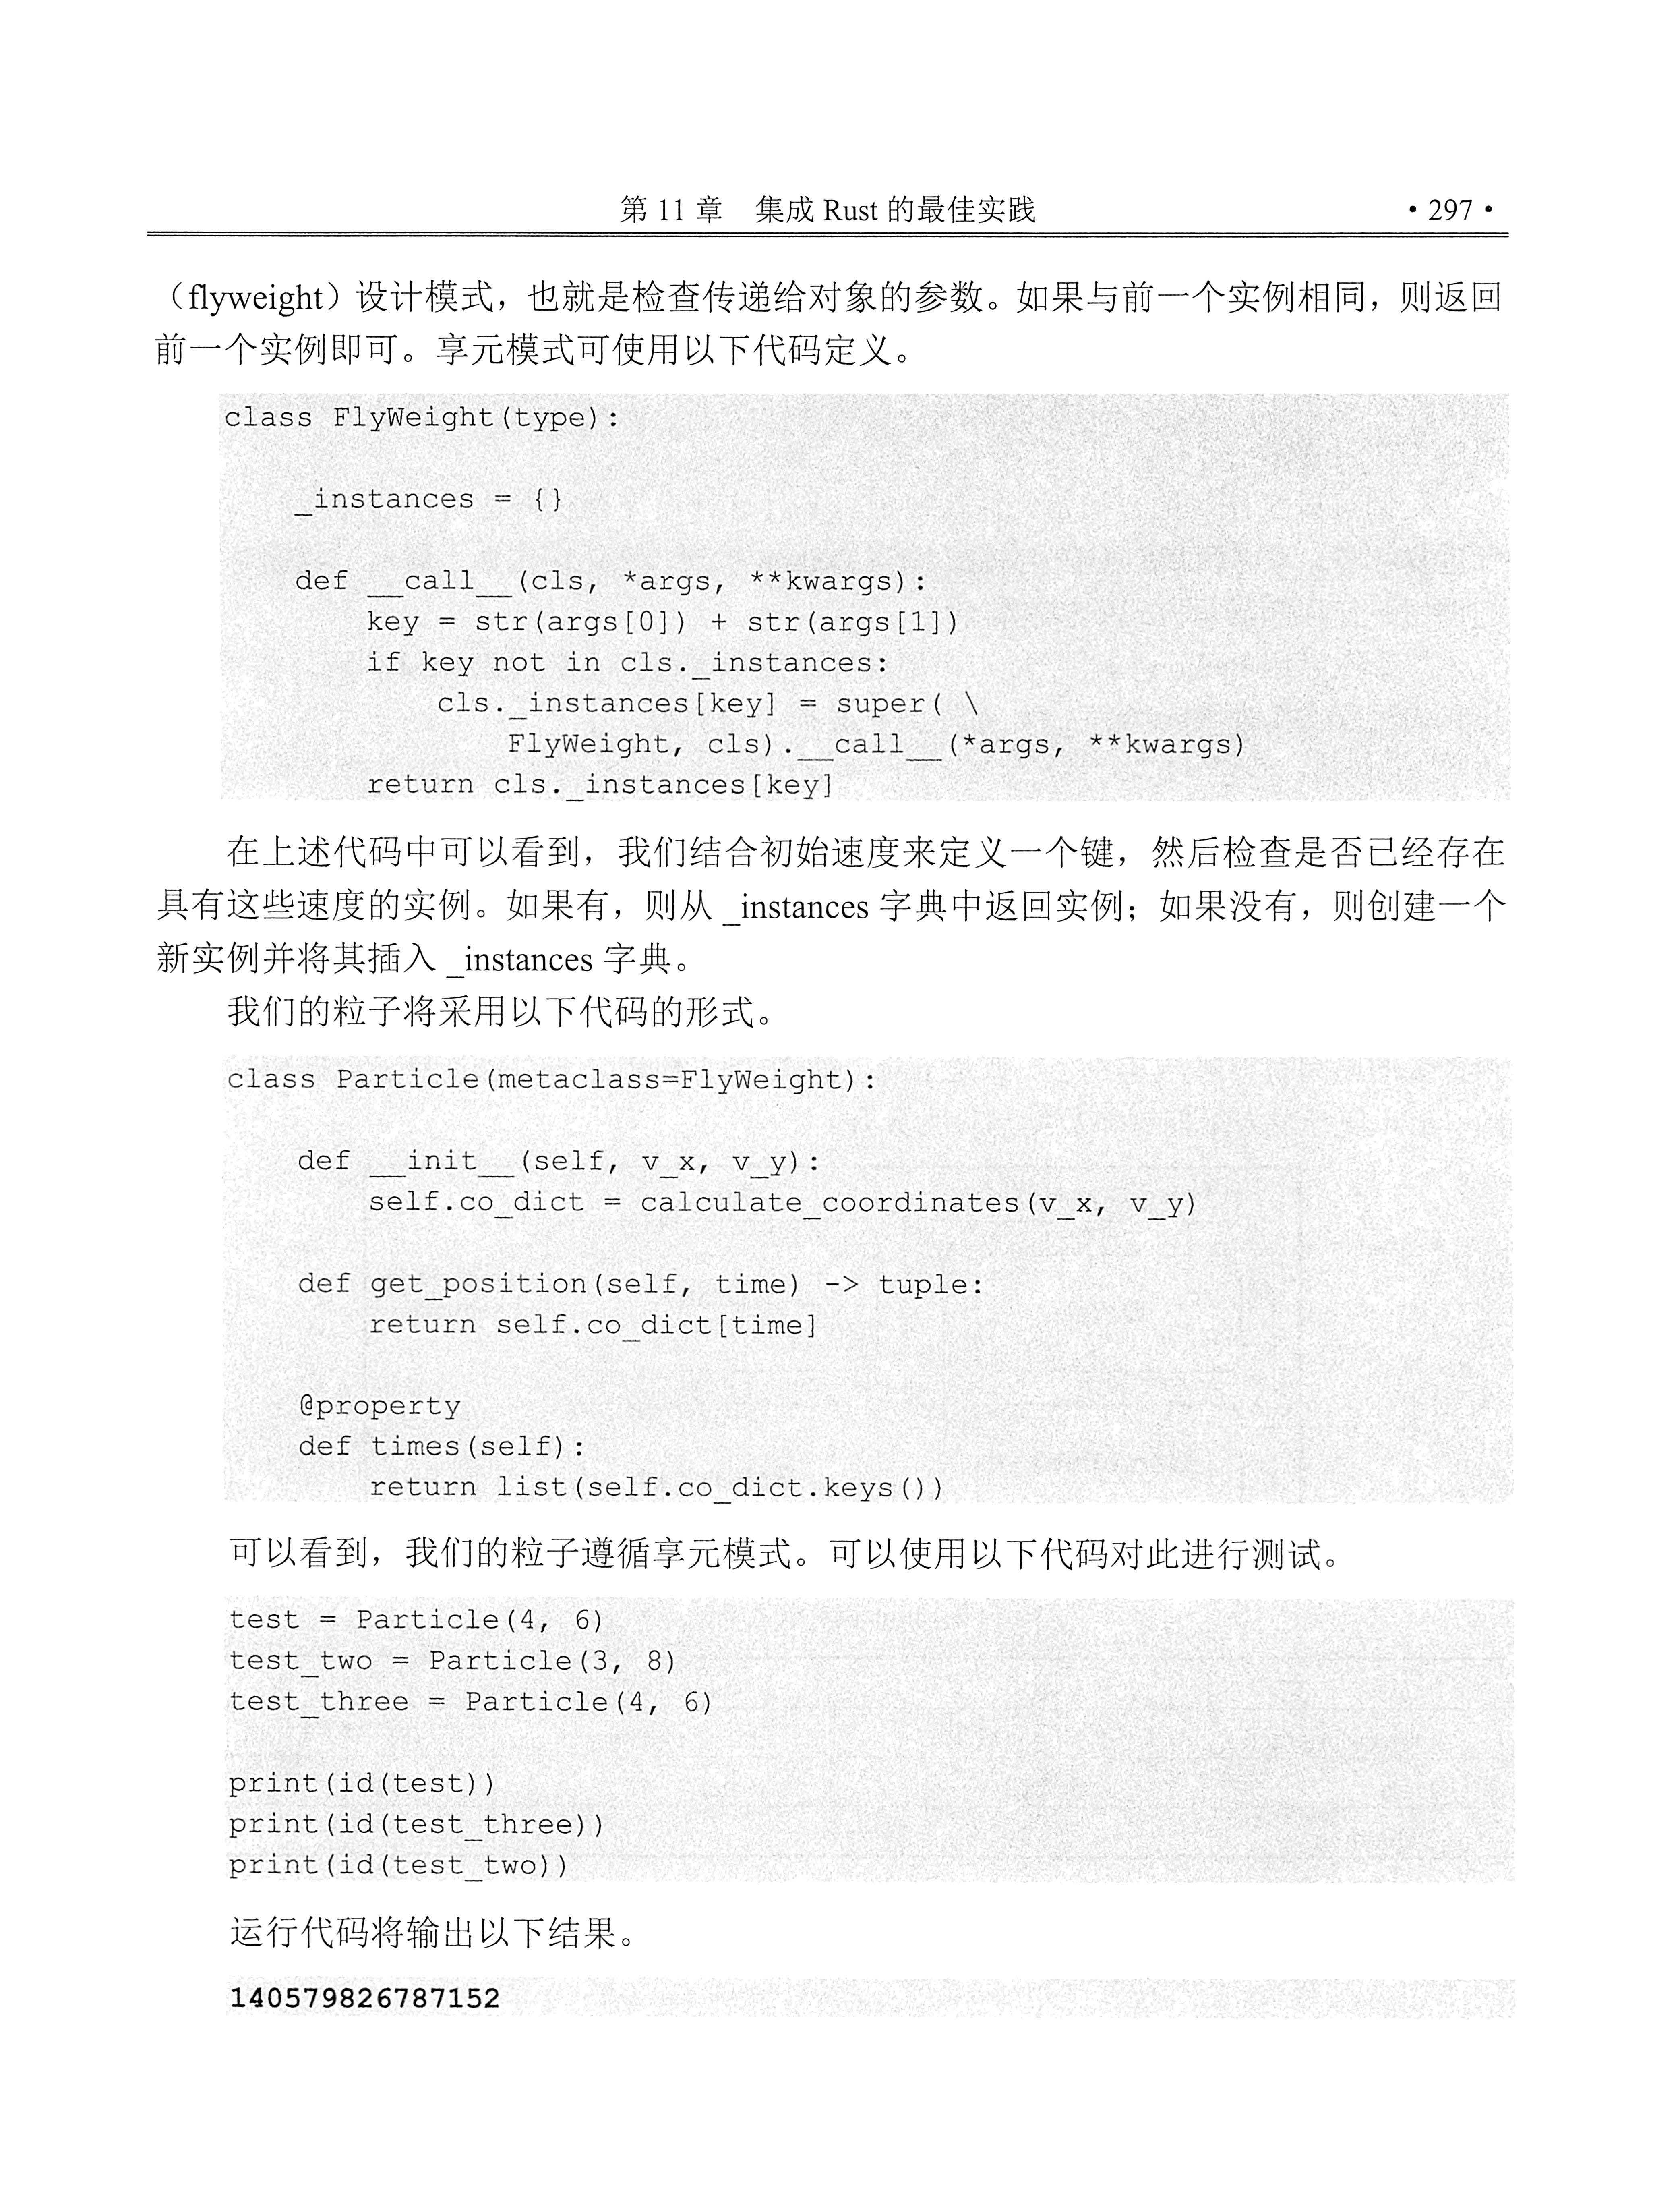 第 11 章 集成 Rust 的最佳实践 • 297 •
（flyweight）设计模式，也就是检查传递给对象的参数。如果与前一个实例相同，则返回
前一个实例即可。享元模式可使用以下代码定义。
class FlyWeight(type):
    _instances = {}
    def __call__(cls, *args, **kwargs):
        key = str(args[0]) + str(args[1])
        if key not in cls._instances:
            cls._instances[key] = super( \
                FlyWeight, cls).__call__(*args, **kwargs)
        return cls._instances[key]
在上述代码中可以看到，我们结合初始速度来定义一个键，然后检查是否已经存在
具有这些速度的实例。如果有，则从 _instances 字典中返回实例；如果没有，则创建一个
新实例并将其插入 _instances 字典。
我们的粒子将采用以下代码的形式。
class Particle(metaclass=FlyWeight):
    def __init__(self, v_x, v_y):
        self.co_dict = calculate_coordinates(v_x, v_y)
    def get_position(self, time) -> tuple:
        return self.co_dict[time]
    @property
    def times(self):
        return list(self.co_dict.keys())
可以看到，我们的粒子遵循享元模式。可以使用以下代码对此进行测试。
test = Particle(4, 6)
test_two = Particle(3, 8)
test_three = Particle(4, 6)
print(id(test))
print(id(test_three))
print(id(test_two))
运行代码将输出以下结果。
140579826787152